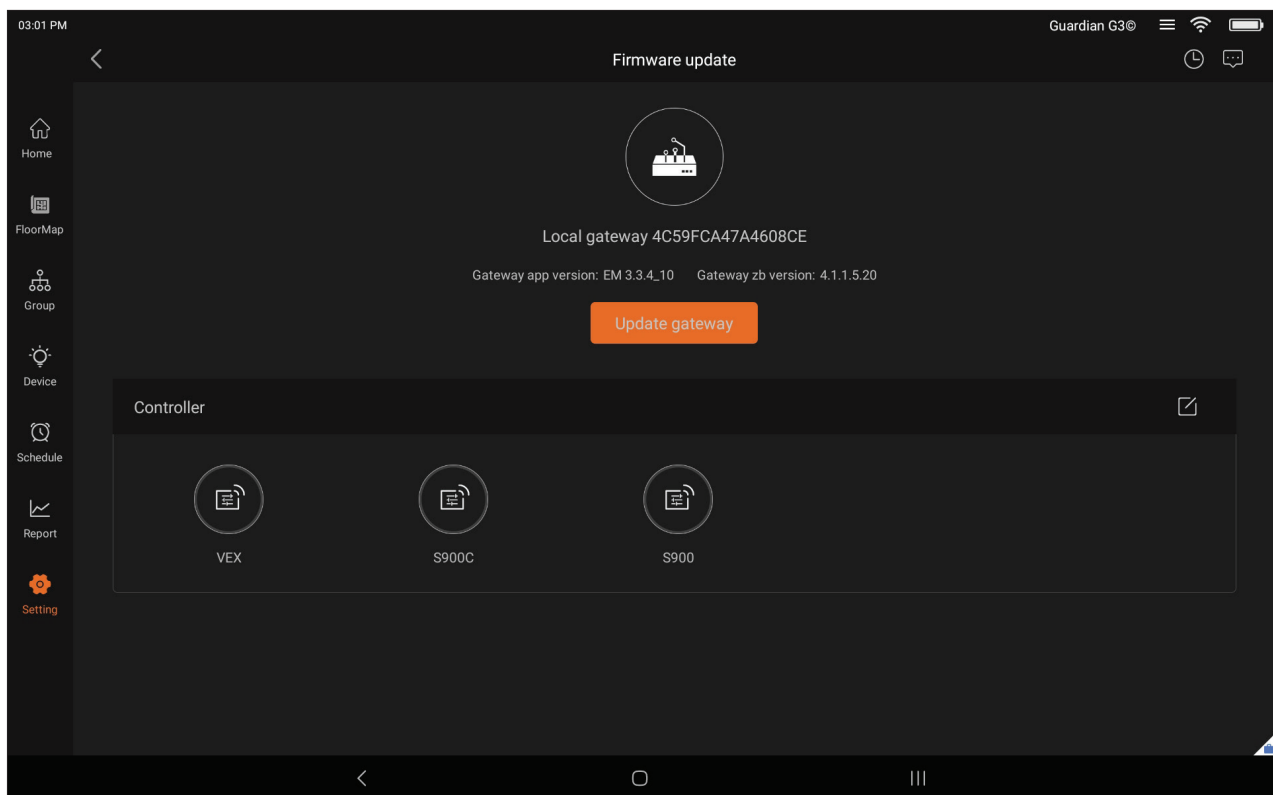 03:01 PM
Guardian G3©
Firmware update
Home
FloorMap
Group
Device
Schedule
Report
Setting
Local gateway 4C59FCA47A4608CE
Gateway app version: EM 3.3.4_10 Gateway zb version: 4.1.1.5.20
Update gateway
Controller
VEX
S900C
S900